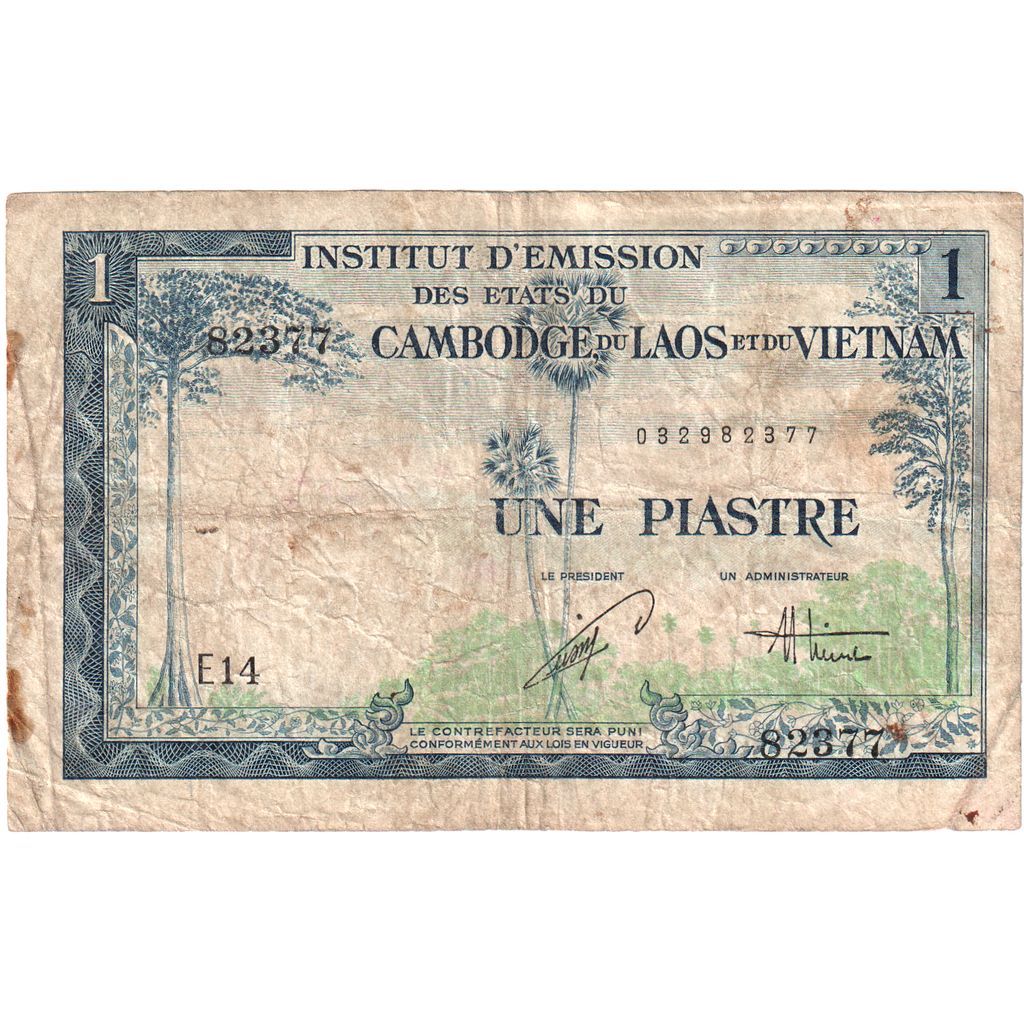 1
INSTITUT D'EMISSION
1
DES ETATS DU
82377
CAMBODGE, DU LAOS ET DU VIETNAM
032982377
UNE PIASTRE
LE PRESIDENT
UN ADMINISTRATEUR
E14
LE CONTREFACTEUR SERA PUNI
CONFORMÉMENT AUX LOIS EN VIGUEUR
82377